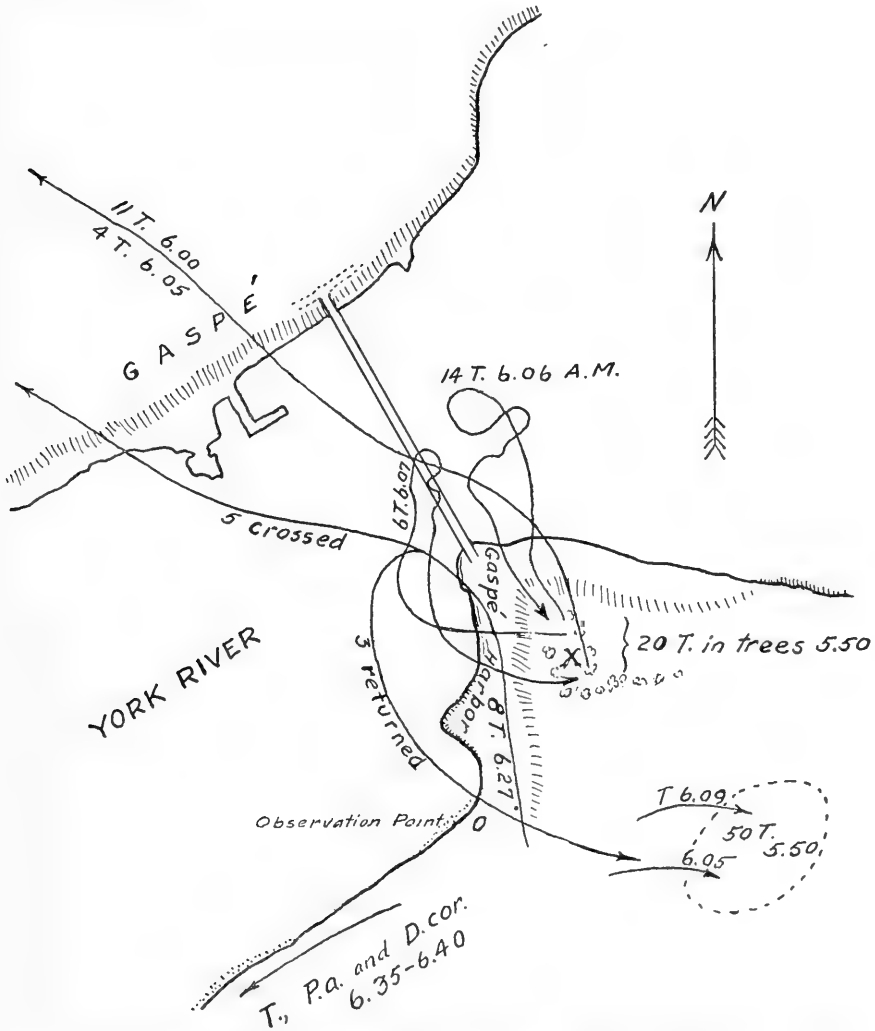 N
11 T. 6.00
4 T. 6.05
GASPÉ
14 T. 6.06 A.M.
6T. 6.07
5 crossed
Gaspé Harbor
20 T. in trees 5.50
X
YORK RIVER
3 returned
8 T. 6.27
T 6.09
50 T.
5.50
6.05
Observation Point
O
T., P.a. and D.cor.
6.35-6.40